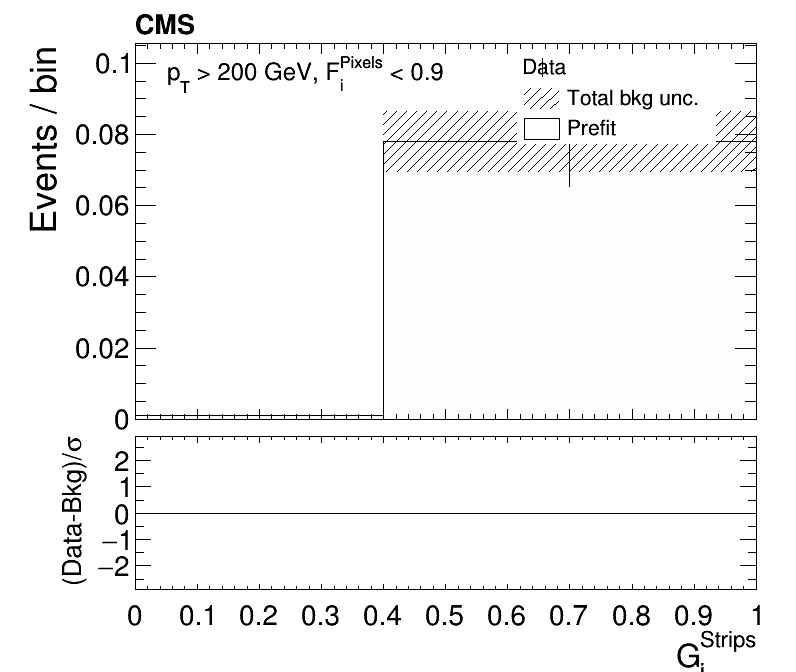 CMS
Events / bin
0.1
0.08
0.06
0.04
0.02
0
p_T > 200 GeV, F_i^Pixels < 0.9
Data
Total bkg unc.
Prefit
(Data-Bkg)/σ
2
1
0
−1
−2
0 0.1 0.2 0.3 0.4 0.5 0.6 0.7 0.8 0.9 1
G_i^Strips